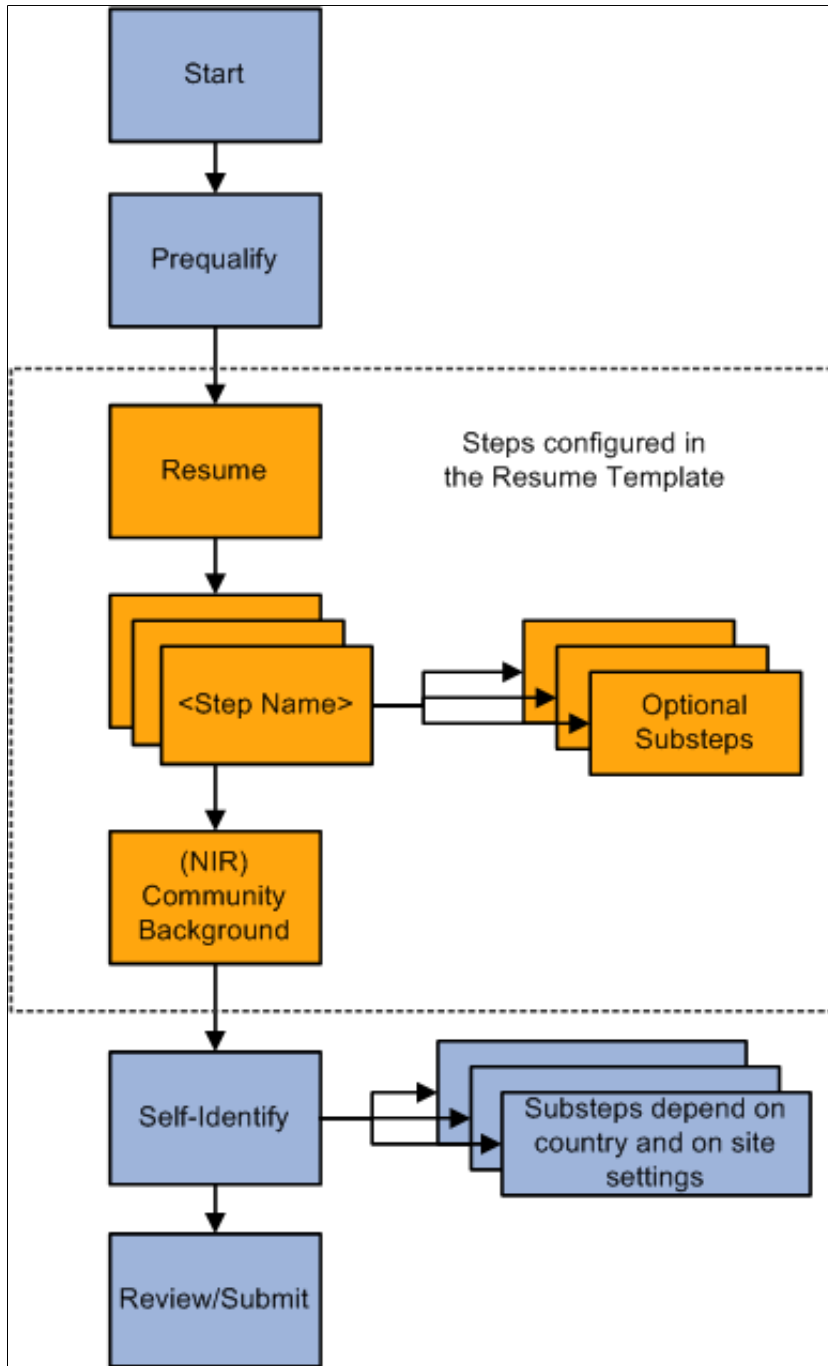 Start
Prequalify
Resume
Steps configured in
the Resume Template
<Step Name>
Optional
Substeps
(NIR)
Community
Background
Self-Identify
Substeps depend on
country and on site
settings
Review/Submit